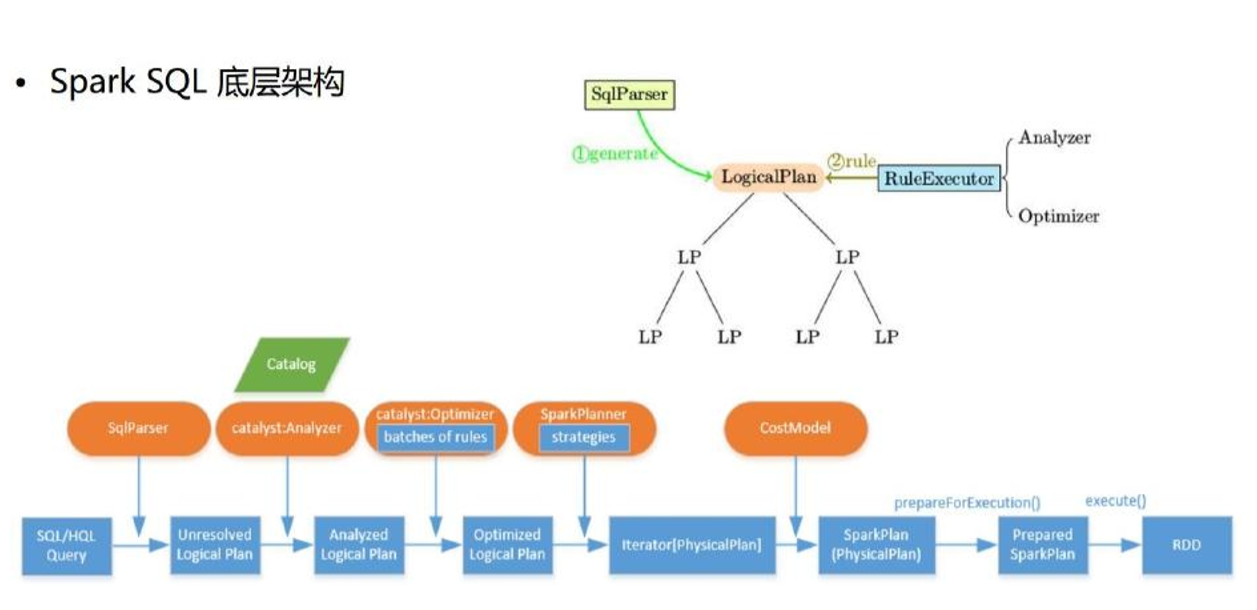 • Spark SQL 底层架构
SqlParser
①generate
LogicalPlan
②rule
RuleExecutor
Analyzer
Optimizer
LP
LP
LP
LP
LP
LP
Catalog
SqlParser
catalyst:Analyzer
catalyst:Optimizer
batches of rules
SparkPlanner
strategies
CostModel
SQL/HQL
Query
Unresolved
Logical Plan
Analyzed
Logical Plan
Optimized
Logical Plan
Iterator[PhysicalPlan]
SparkPlan
(PhysicalPlan)
prepareForExecution()
Prepared
SparkPlan
execute()
RDD